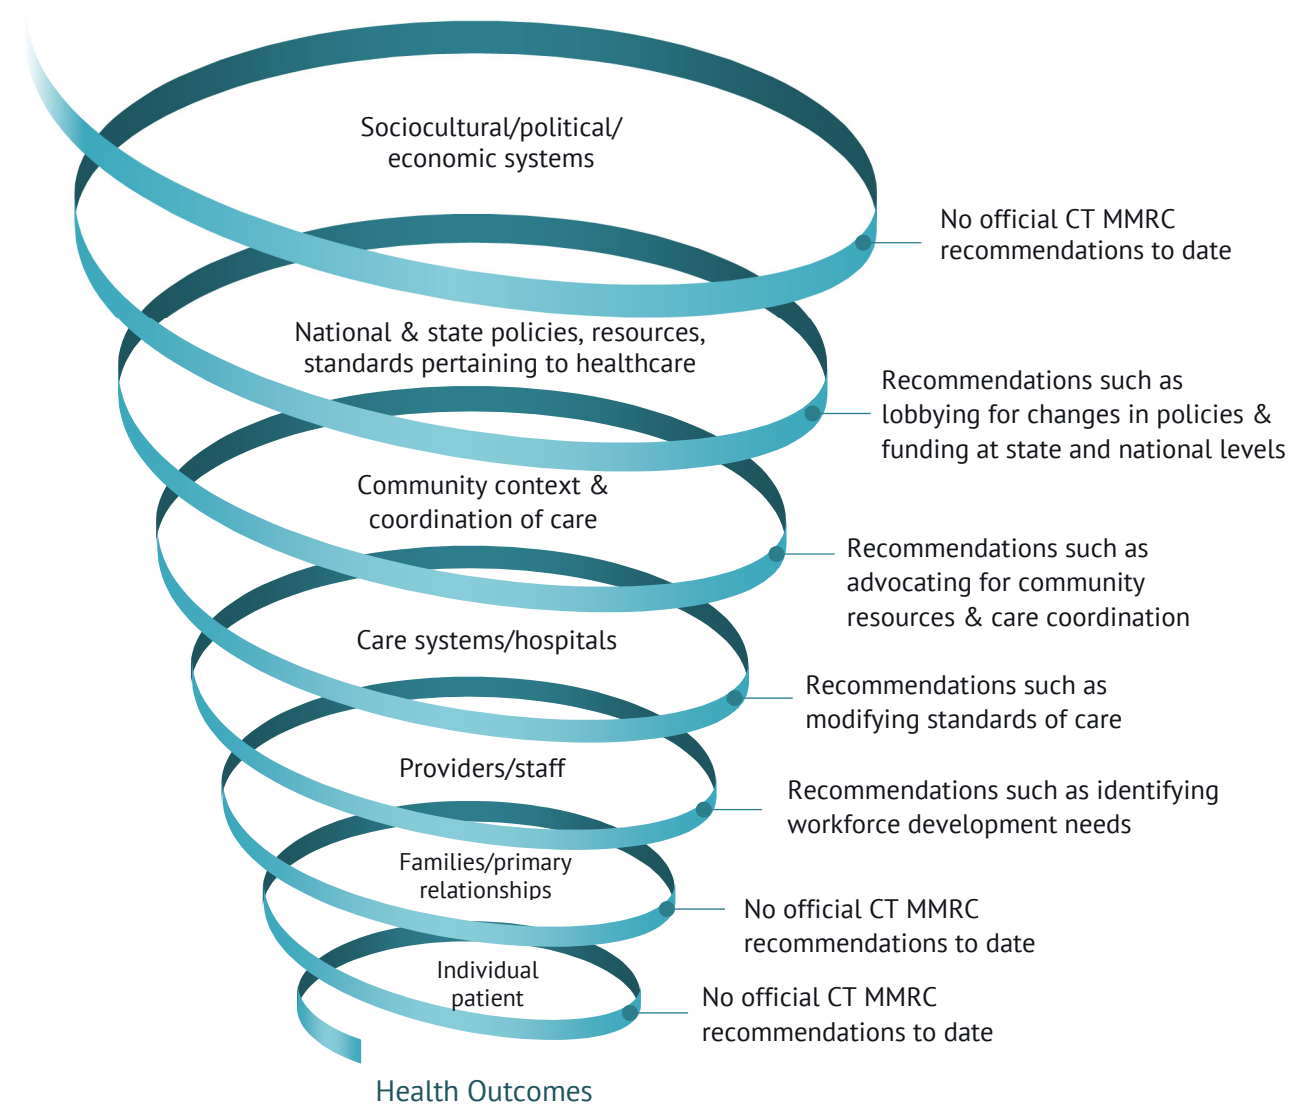 Sociocultural/political/
economic systems
No official CT MMRC
recommendations to date
National & state policies, resources,
standards pertaining to healthcare
Recommendations such as
lobbying for changes in policies &
funding at state and national levels
Community context &
coordination of care
Recommendations such as
advocating for community
resources & care coordination
Care systems/hospitals
Recommendations such as
modifying standards of care
Providers/staff
Recommendations such as identifying
workforce development needs
Families/primary
relationships
No official CT MMRC
recommendations to date
Individual
patient
No official CT MMRC
recommendations to date
Health Outcomes